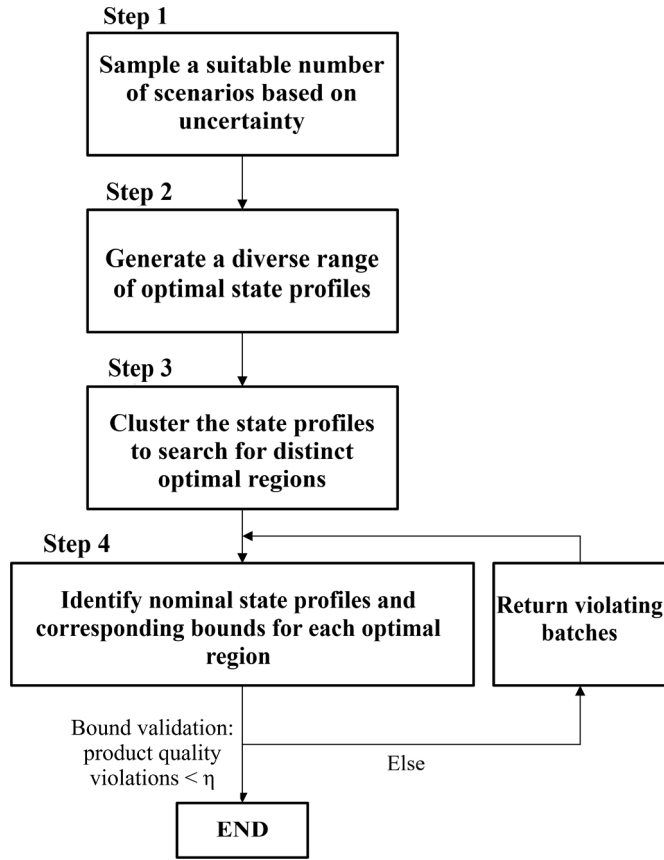 Step 1
Sample a suitable number
of scenarios based on
uncertainty
Step 2
Generate a diverse range
of optimal state profiles
Step 3
Cluster the state profiles
to search for distinct
optimal regions
Step 4
Identify nominal state profiles and
corresponding bounds for each optimal
region
Return violating
batches
Bound validation:
product quality
violations < η
Else
END